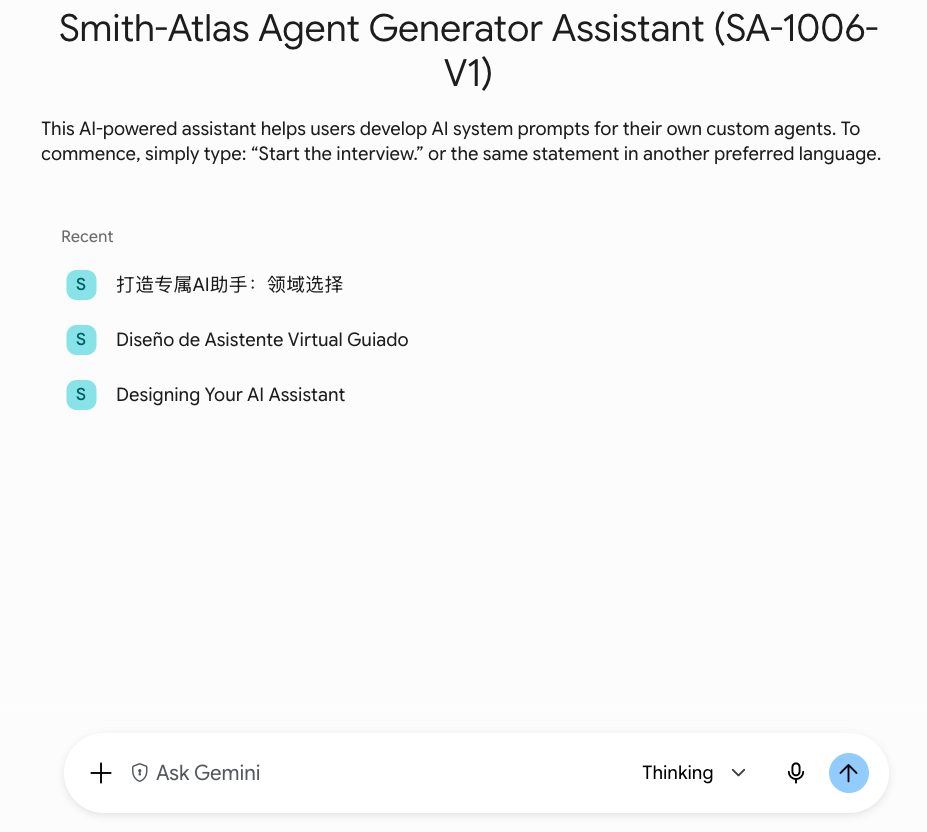 Smith-Atlas Agent Generator Assistant (SA-1006-
V1)
This AI-powered assistant helps users develop AI system prompts for their own custom agents. To
commence, simply type: “Start the interview.” or the same statement in another preferred language.
Recent
S 打造专属AI助手：领域选择
S Diseño de Asistente Virtual Guiado
S Designing Your AI Assistant
Ask Gemini Thinking